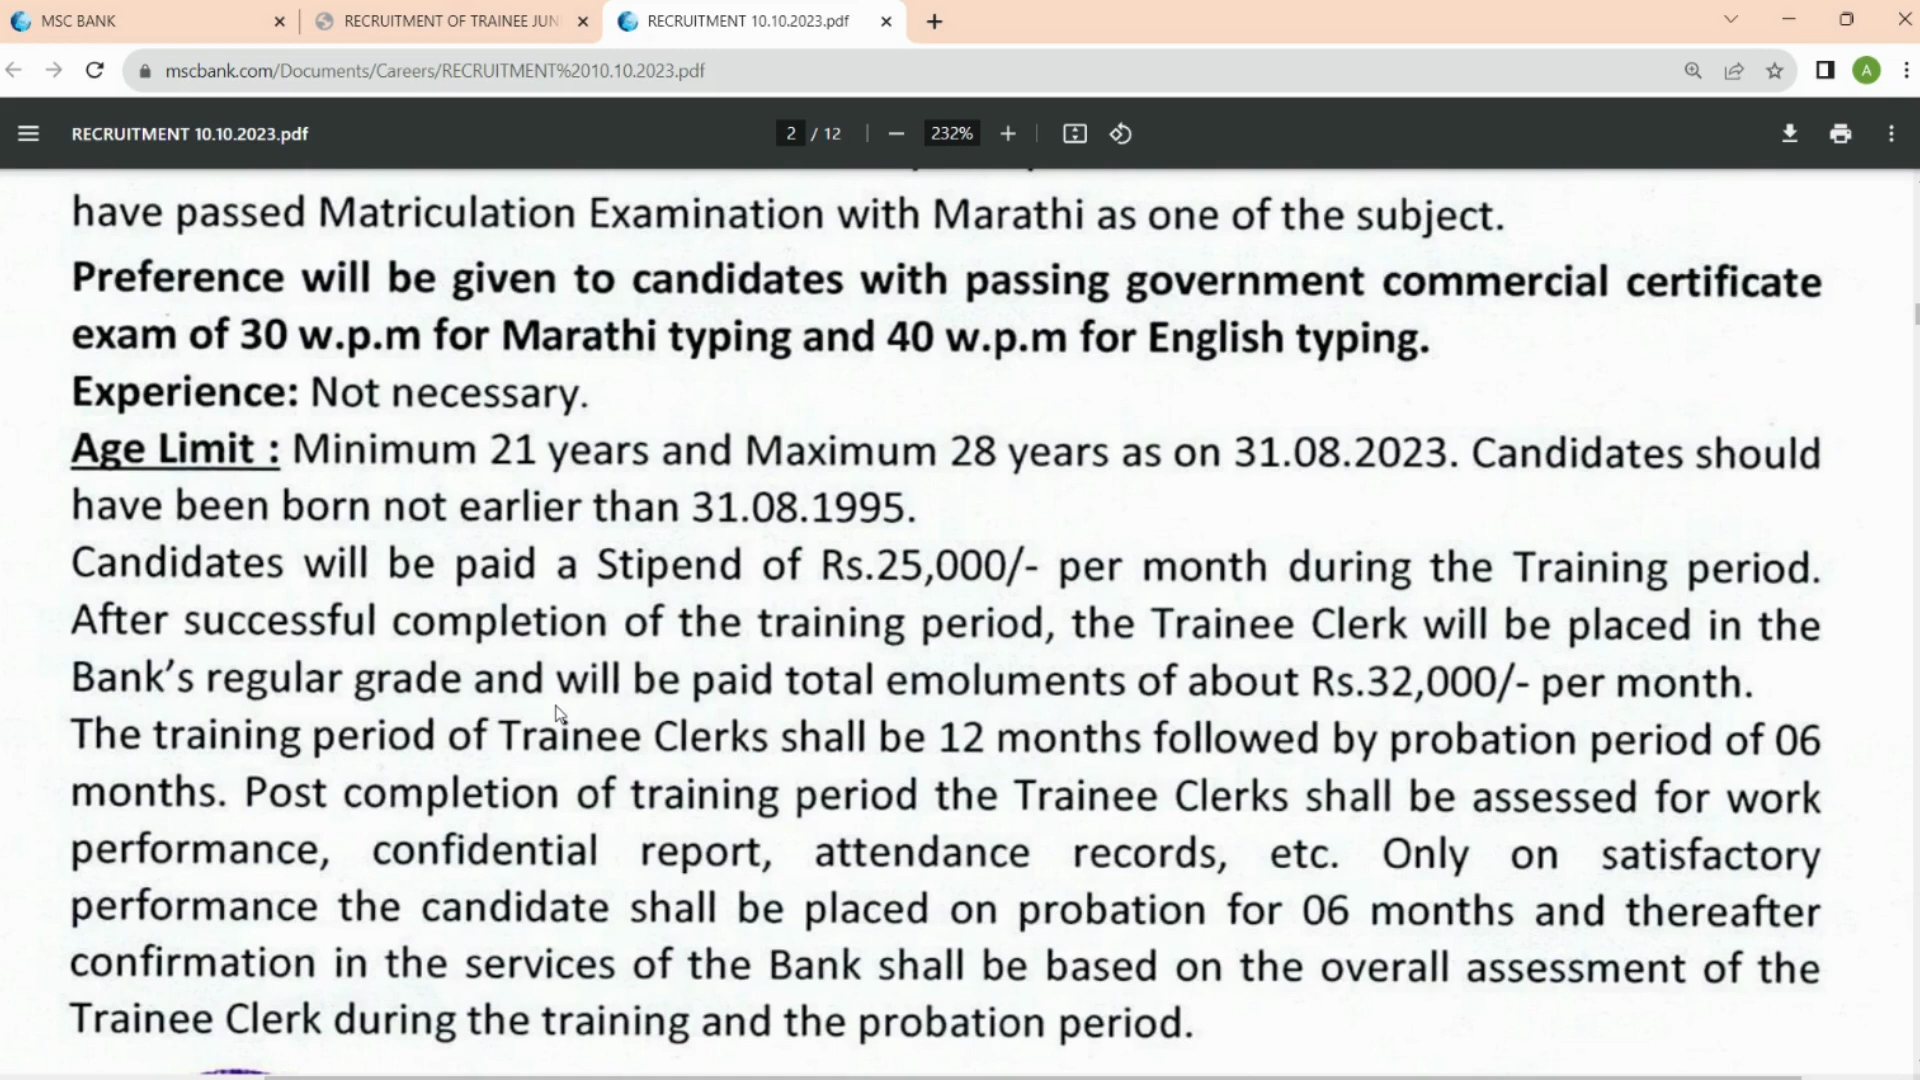 MSC BANK
RECRUITMENT OF TRAINEE JUN
RECRUITMENT 10.10.2023.pdf
mscbank.com/Documents/Careers/RECRUITMENT%2010.10.2023.pdf
A
RECRUITMENT 10.10.2023.pdf
2 / 12
232%
have passed Matriculation Examination with Marathi as one of the subject.
Preference will be given to candidates with passing government commercial certificate
exam of 30 w.p.m for Marathi typing and 40 w.p.m for English typing.
Experience: Not necessary.
Age Limit : Minimum 21 years and Maximum 28 years as on 31.08.2023. Candidates should
have been born not earlier than 31.08.1995.
Candidates will be paid a Stipend of Rs.25,000/- per month during the Training period.
After successful completion of the training period, the Trainee Clerk will be placed in the
Bank’s regular grade and will be paid total emoluments of about Rs.32,000/- per month.
The training period of Trainee Clerks shall be 12 months followed by probation period of 06
months. Post completion of training period the Trainee Clerks shall be assessed for work
performance, confidential report, attendance records, etc. Only on satisfactory
performance the candidate shall be placed on probation for 06 months and thereafter
confirmation in the services of the Bank shall be based on the overall assessment of the
Trainee Clerk during the training and the probation period.